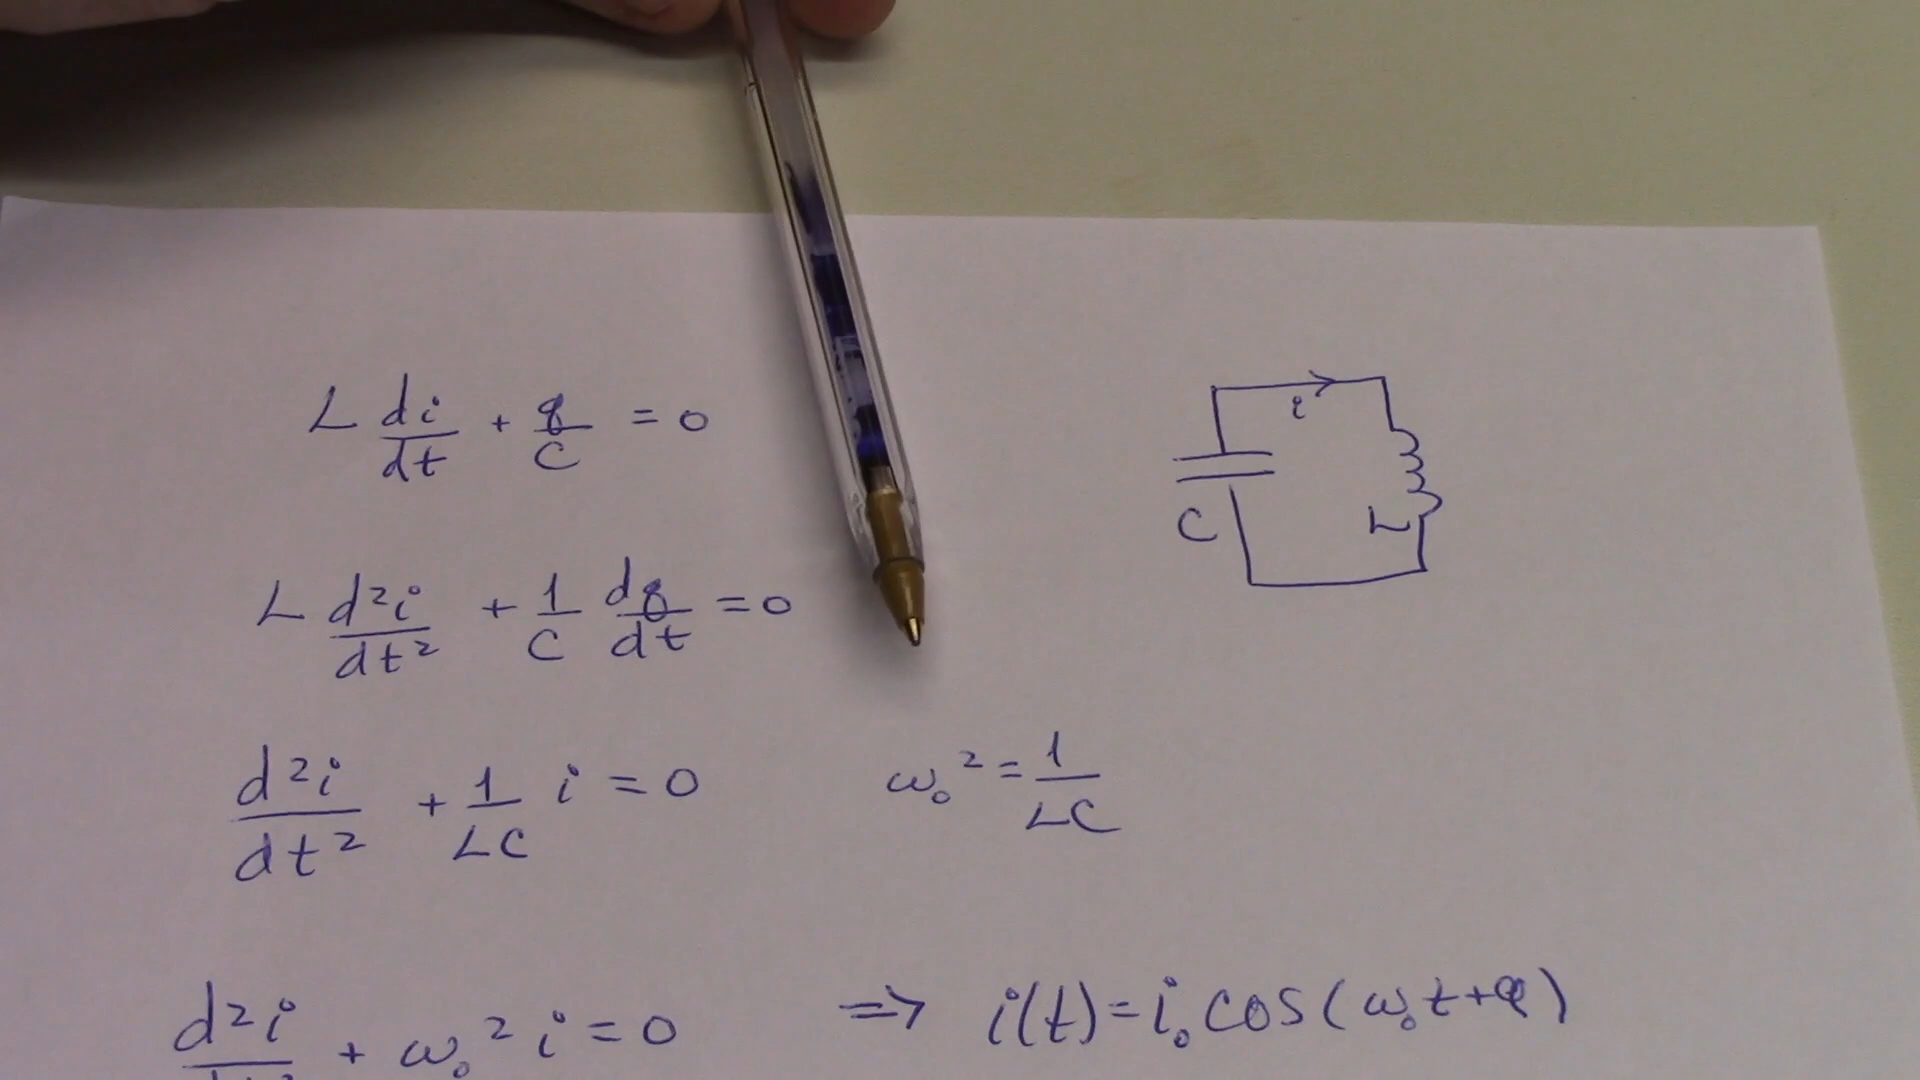 L di/dt + q/C = 0
i
C
L
L d²i/dt² + 1/C dq/dt = 0
d²i/dt² + 1/LC i = 0
ω₀² = 1/LC
d²i/dt² + ω₀² i = 0
=> i(t) = i₀ cos(ω₀t + φ)